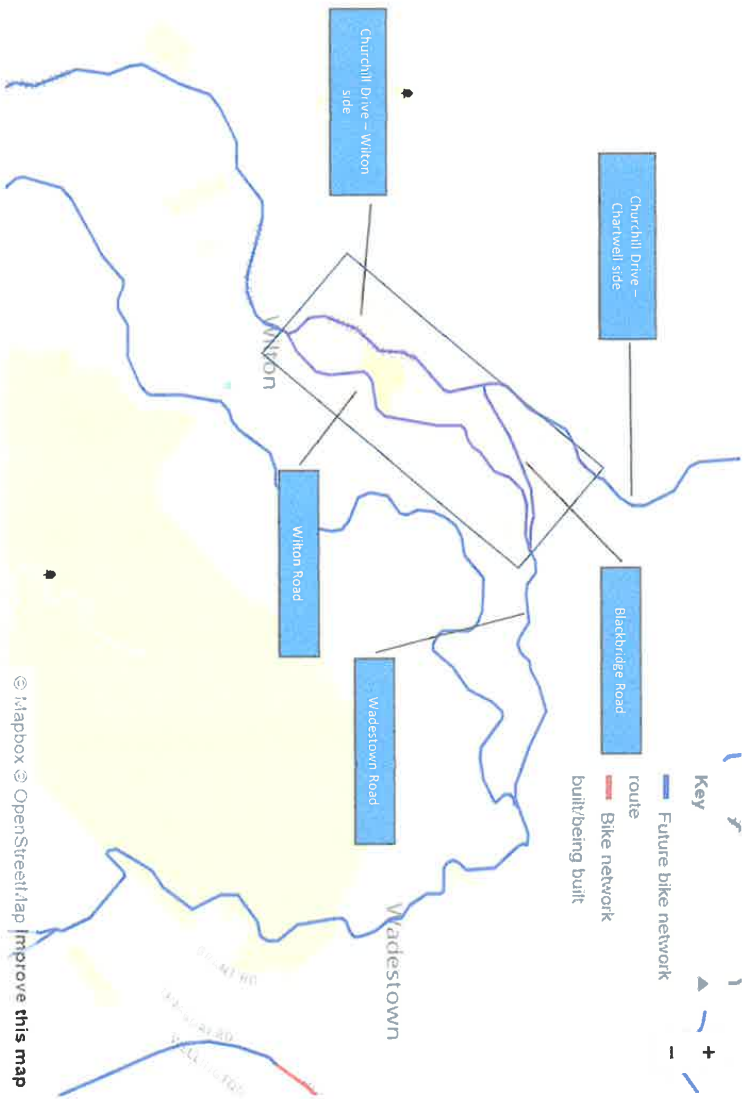 Churchill Drive –
Chartwell side
Churchill Drive – Wilton
side
Blackbridge Road
Wilton Road
Wadestown Road
Wilton
Wadestown
Key
Future bike network
route
Bike network
built/being built
+
−
© Mapbox © OpenStreetMap Improve this map